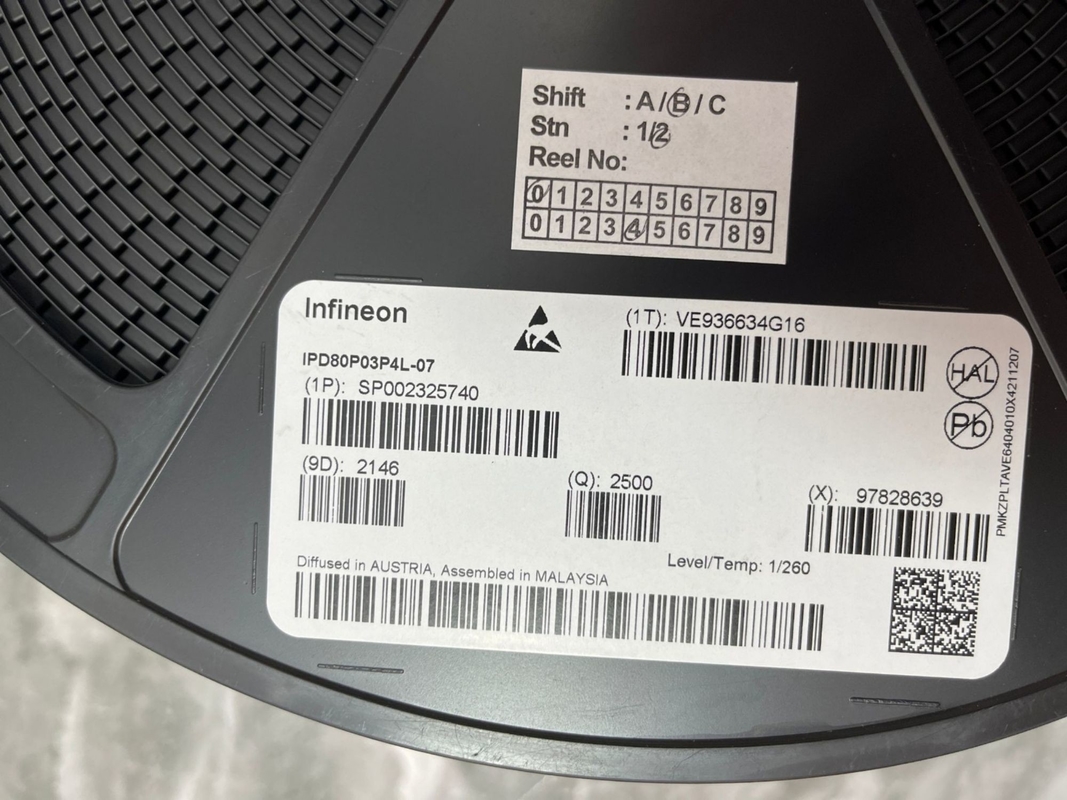 Shift : A / B / C
Stn : 1/2
Reel No:
0 1 2 3 4 5 6 7 8 9
0 1 2 3 4 5 6 7 8 9
Infineon
(1T): VE936634G16
IPD80P03P4L-07
(1P): SP002325740
HAL
Pb
(9D): 2146
(Q): 2500
(X): 97828639
Diffused in AUSTRIA, Assembled in MALAYSIA
Level/Temp: 1/260
PMKZPLTAVE6404010X4211207